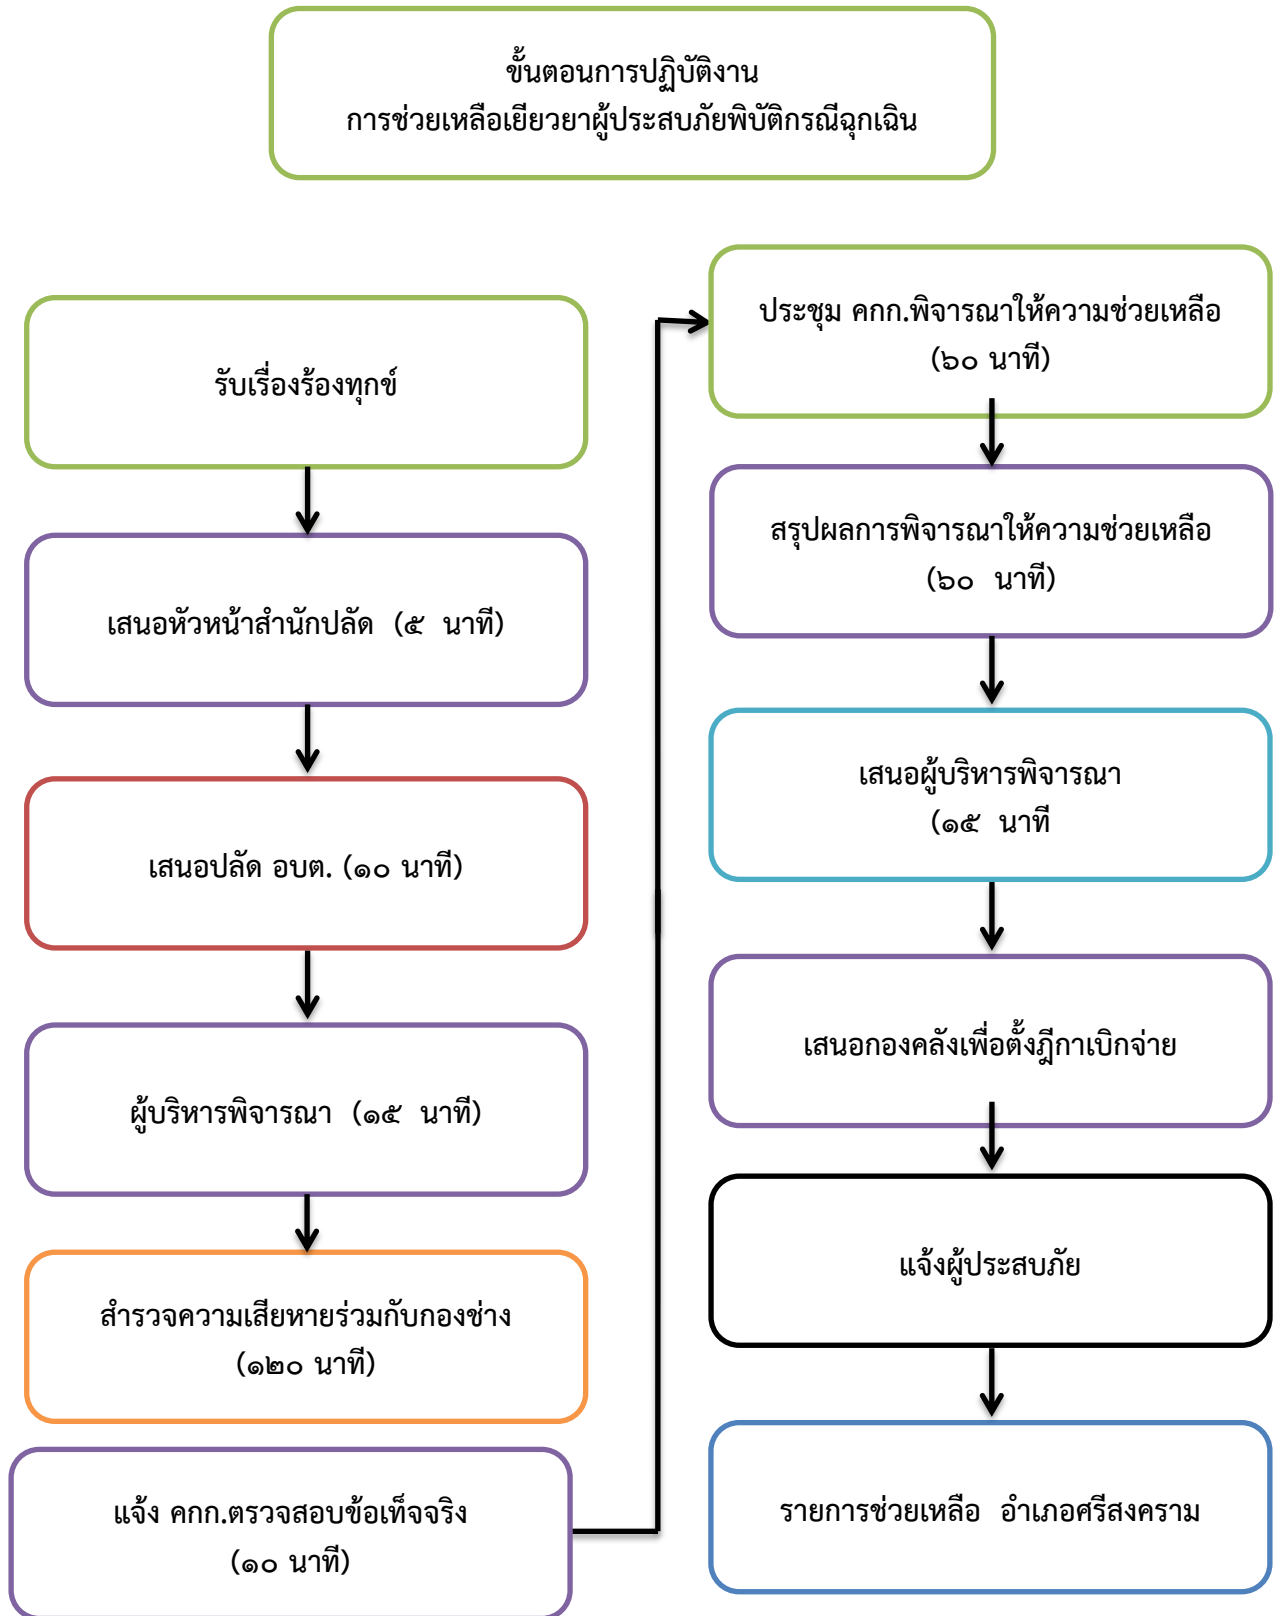 ขั้นตอนการปฏิบัติงาน
การช่วยเหลือเยียวยาผู้ประสบภัยพิบัติกรณีฉุกเฉิน
รับเรื่องร้องทุกข์
เสนอหัวหน้าสำนักปลัด (๕ นาที)
เสนอปลัด อบต. (๑๐ นาที)
ผู้บริหารพิจารณา (๑๕ นาที)
สำรวจความเสียหายร่วมกับกองช่าง
(๑๒๐ นาที)
แจ้ง คกก.ตรวจสอบข้อเท็จจริง
(๑๐ นาที)
ประชุม คกก.พิจารณาให้ความช่วยเหลือ
(๖๐ นาที)
สรุปผลการพิจารณาให้ความช่วยเหลือ
(๖๐ นาที)
เสนอผู้บริหารพิจารณา
(๑๕ นาที
เสนอกองคลังเพื่อตั้งฎีกาเบิกจ่าย
แจ้งผู้ประสบภัย
รายการช่วยเหลือ อำเภอศรีสงคราม